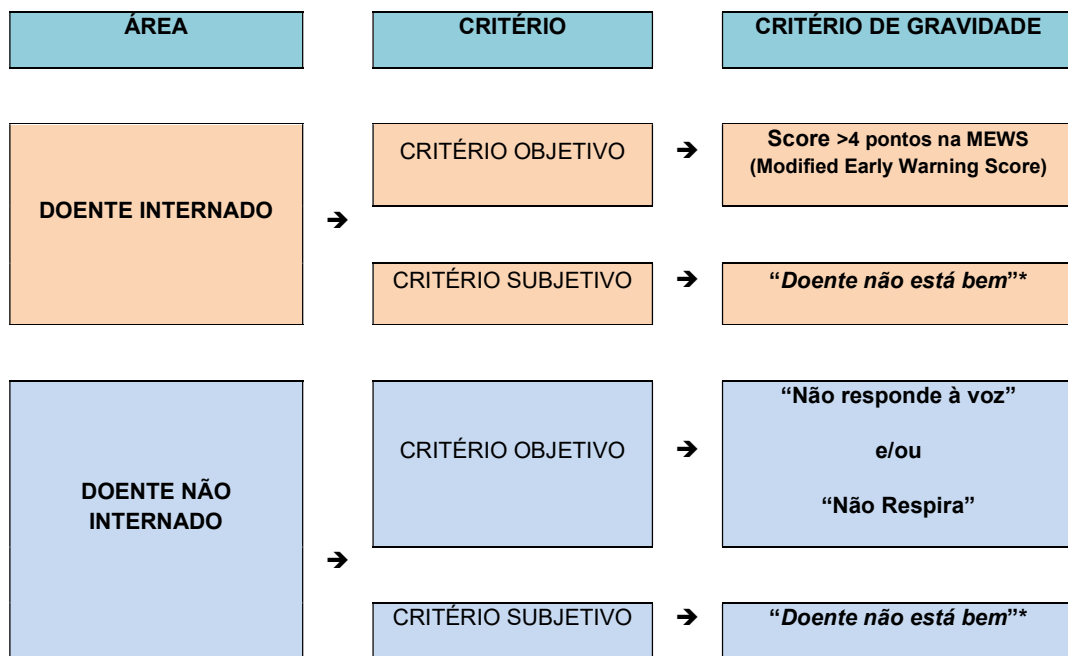 ÁREA
CRITÉRIO
CRITÉRIO DE GRAVIDADE
DOENTE INTERNADO
➔
CRITÉRIO OBJETIVO
➔
Score >4 pontos na MEWS
(Modified Early Warning Score)
CRITÉRIO SUBJETIVO
➔
“Doente não está bem”*
DOENTE NÃO
INTERNADO
➔
CRITÉRIO OBJETIVO
➔
“Não responde à voz”
e/ou
“Não Respira”
CRITÉRIO SUBJETIVO
➔
“Doente não está bem”*